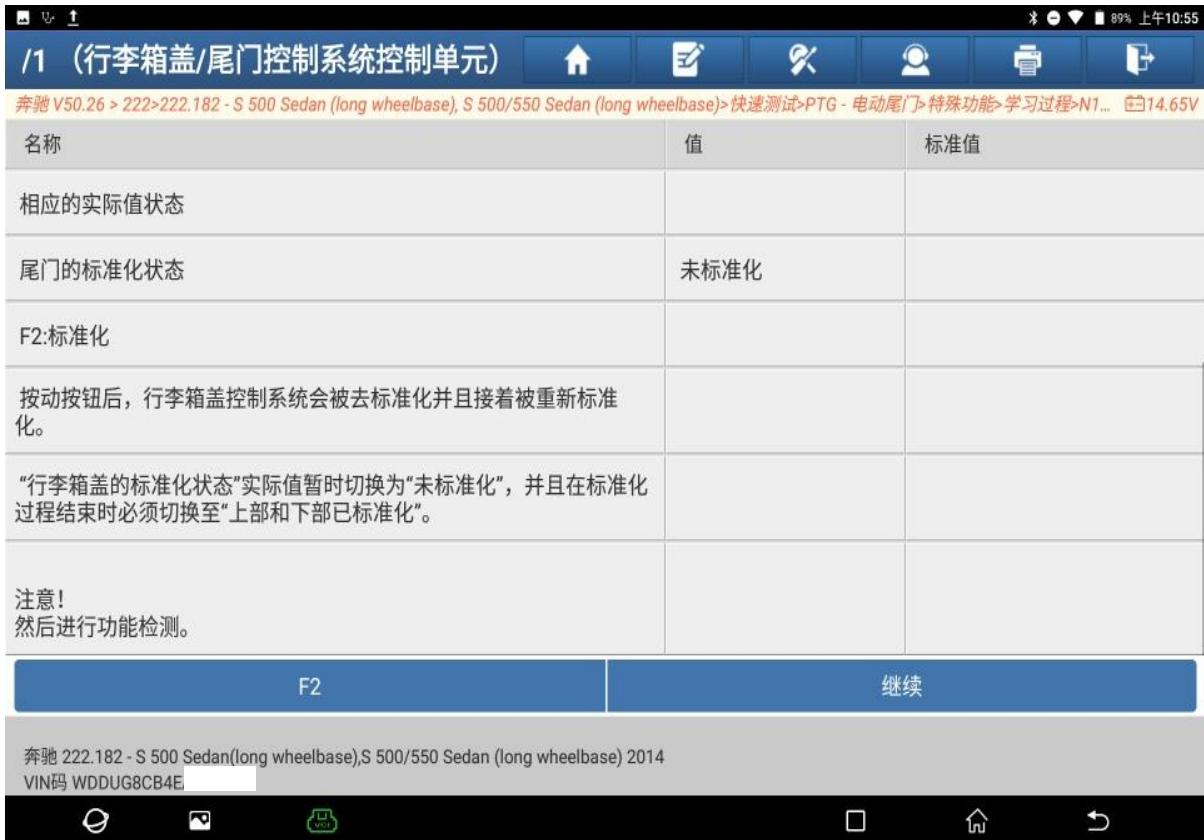 89% 上午10:55
/1 （行李箱盖/尾门控制系统控制单元）
奔驰 V50.26 > 222>222.182 - S 500 Sedan (long wheelbase), S 500/550 Sedan (long wheelbase)>快速测试>PTG - 电动尾门>特殊功能>学习过程>N1... 14.65V
名称 值 标准值
相应的实际值状态
尾门的标准化状态 未标准化
F2:标准化
按动按钮后，行李箱盖控制系统会被去标准化并且接着被重新标准
化。
“行李箱盖的标准化状态”实际值暂时切换为“未标准化”，并且在标准化
过程结束时必须切换至“上部和下部已标准化”。
注意！
然后进行功能检测。
F2 继续
奔驰 222.182 - S 500 Sedan(long wheelbase),S 500/550 Sedan (long wheelbase) 2014
VIN码 WDDUG8CB4E
VCI